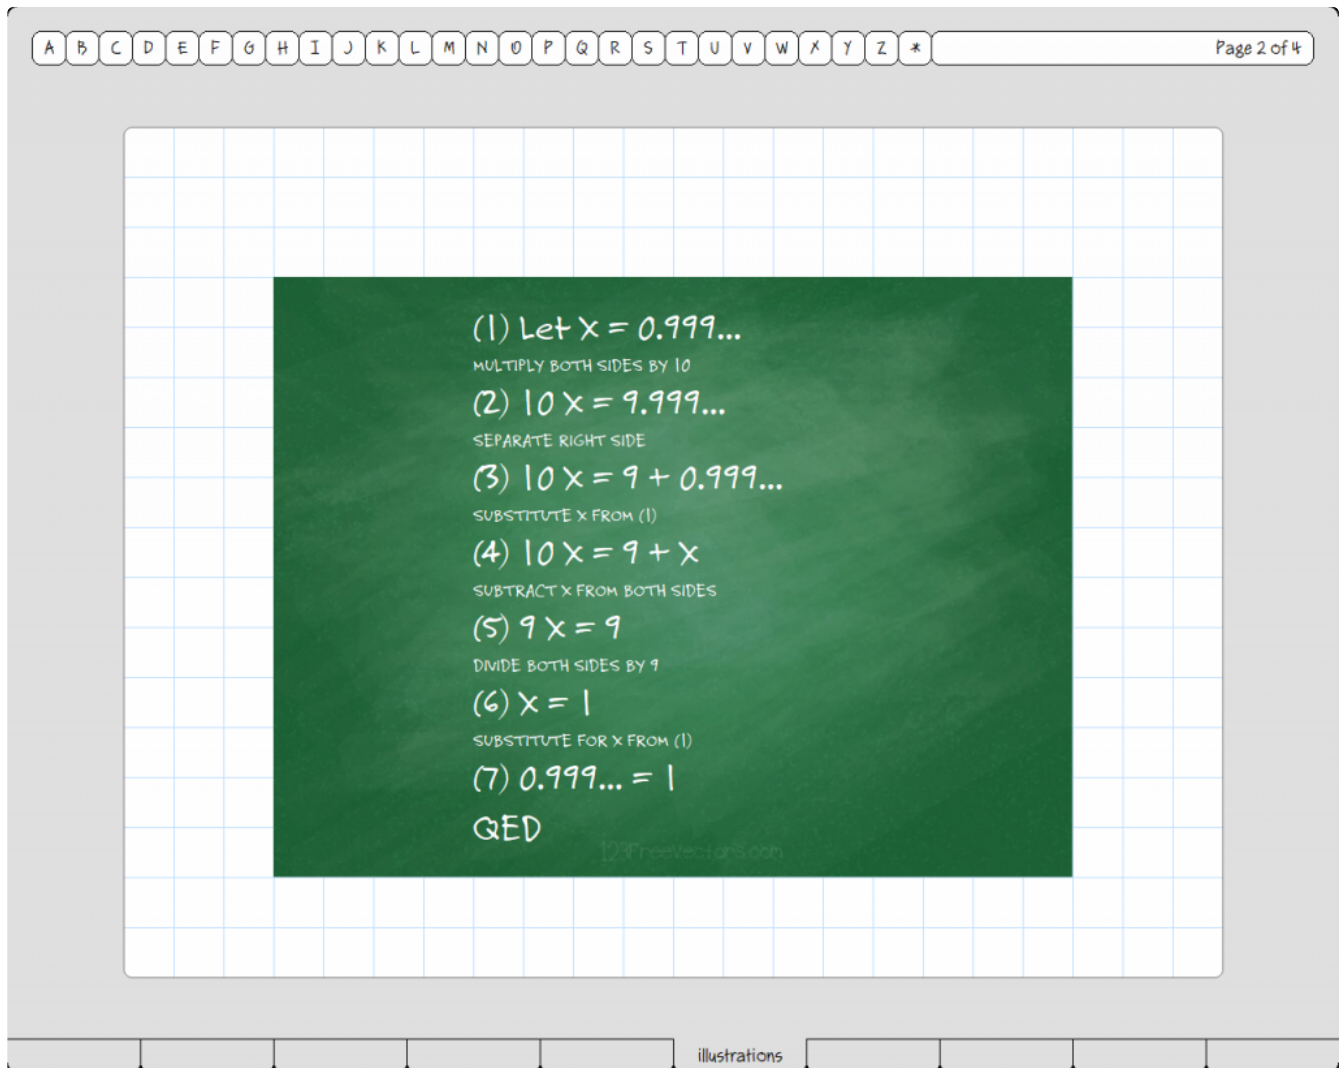 A B C D E F G H I J K L M N O P Q R S T U V W X Y Z * Page 2 of 4
(1) Let X = 0.999...
MULTIPLY BOTH SIDES BY 10
(2) 10 X = 9.999...
SEPARATE RIGHT SIDE
(3) 10 X = 9 + 0.999...
SUBSTITUTE X FROM (1)
(4) 10 X = 9 + X
SUBTRACT X FROM BOTH SIDES
(5) 9 X = 9
DIVIDE BOTH SIDES BY 9
(6) X = 1
SUBSTITUTE FOR X FROM (1)
(7) 0.999... = 1
QED
123FreeVectors.com
illustrations